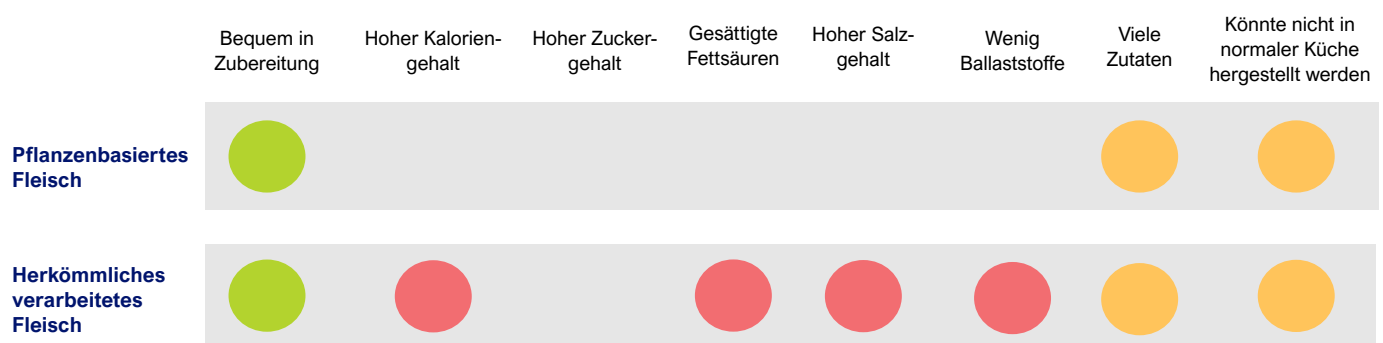 Bequem in
Zubereitung
Hoher Kalorien-
gehalt
Hoher Zucker-
gehalt
Gesättigte
Fettsäuren
Hoher Salz-
gehalt
Wenig
Ballaststoffe
Viele
Zutaten
Könnte nicht in
normaler Küche
hergestellt werden
Pflanzenbasiertes
Fleisch
Herkömmliches
verarbeitetes
Fleisch